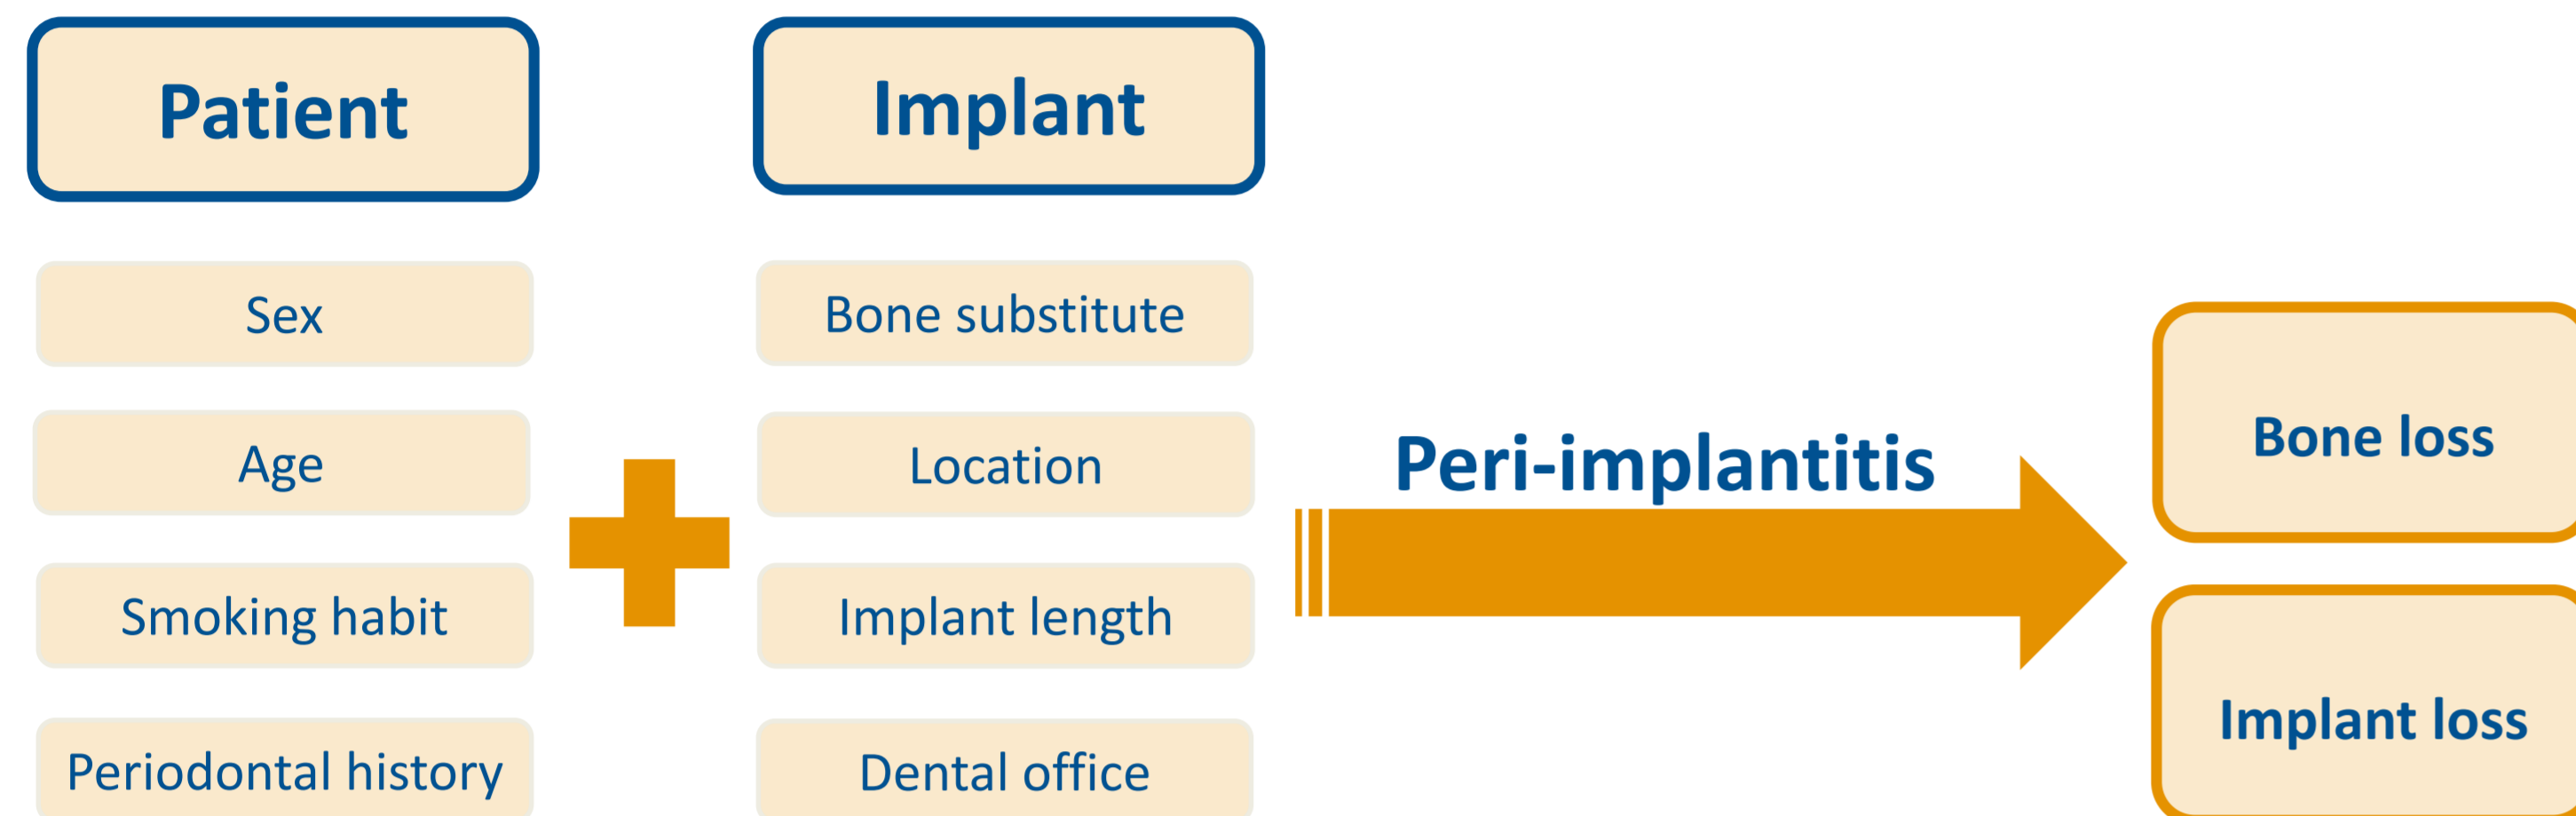 Patient
Implant
Sex
Bone substitute
Age
Location
Smoking habit
Implant length
Periodontal history
Dental office
Peri-implantitis
Bone loss
Implant loss